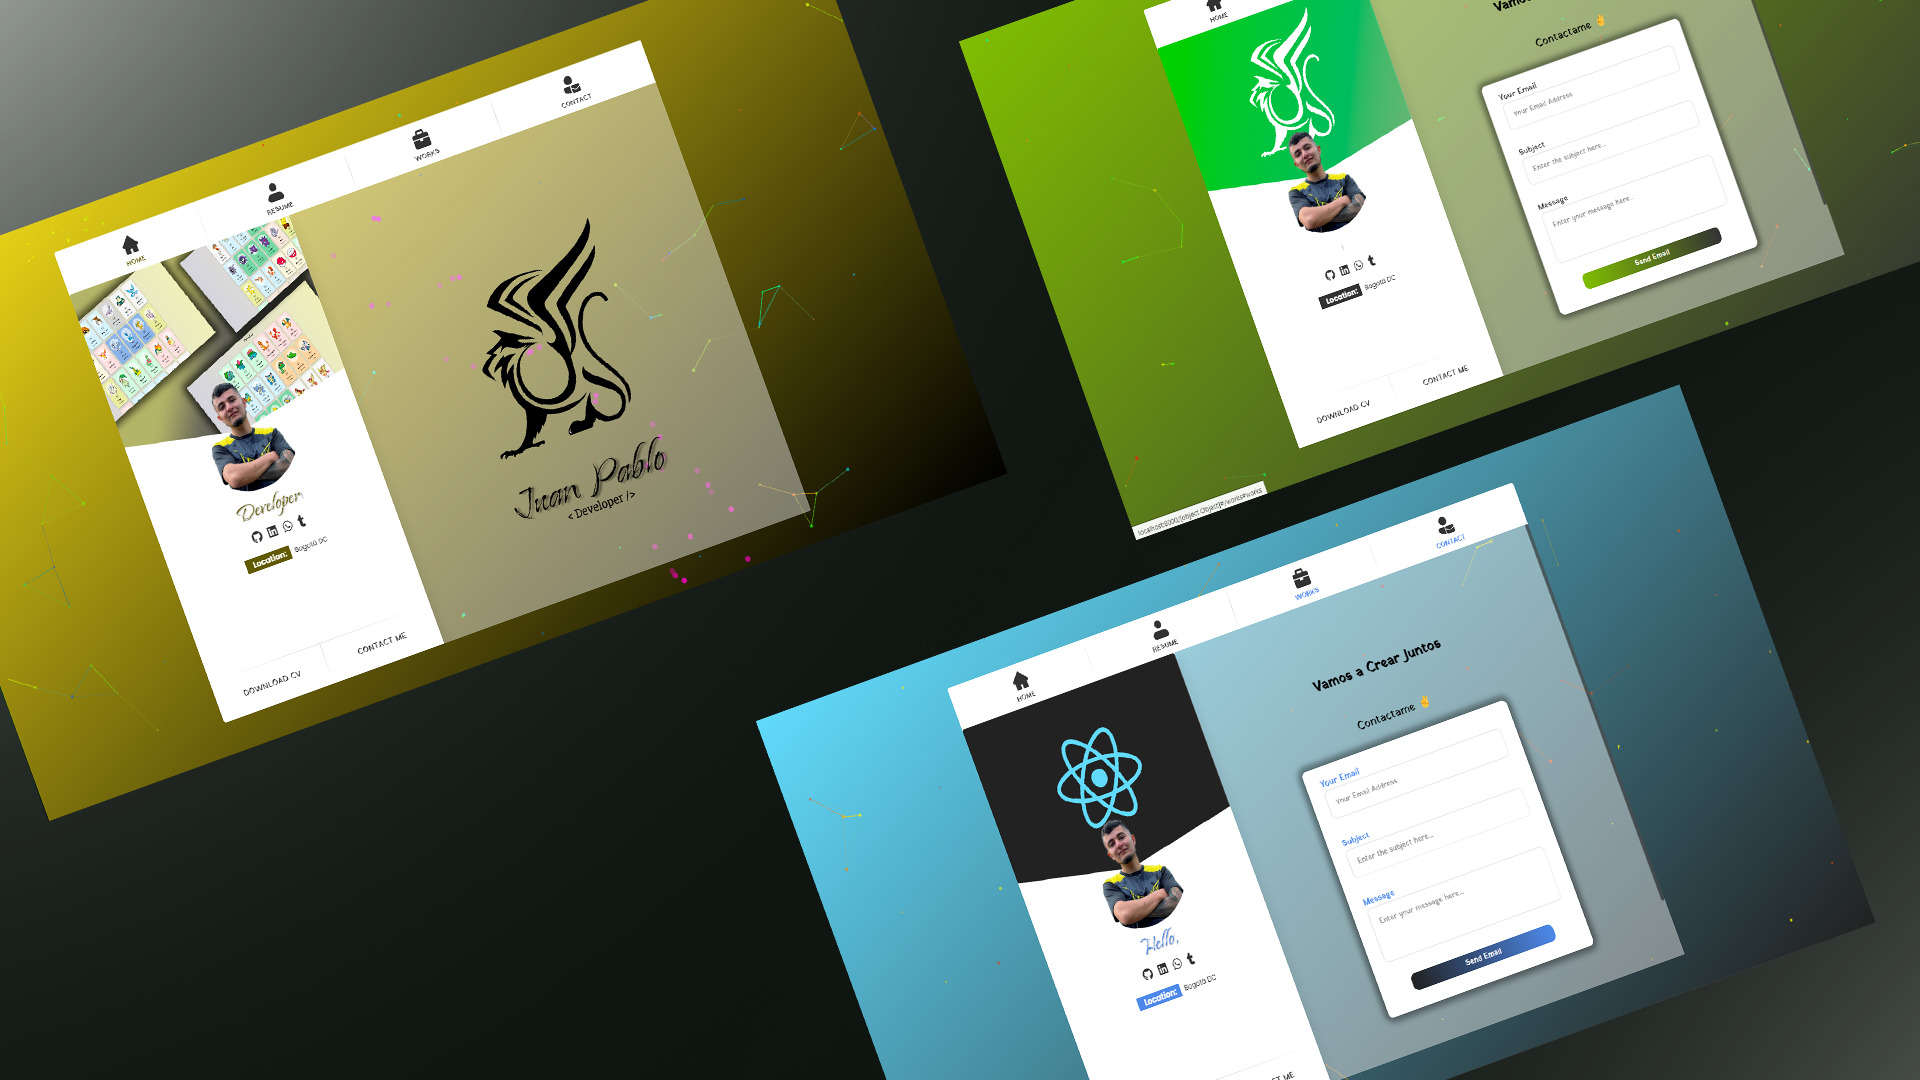 HOME
RESUME
WORKS
CONTACT
Developer
Location: Bogotá DC
DOWNLOAD CV
CONTACT ME
Juan Pablo
< Developer />
HOME
Location: Bogotá DC
DOWNLOAD CV
CONTACT ME
Vamos
Contactame ✌
Your Email
Your Email Address
Subject
Enter the subject here...
Message
Enter your message here...
Send Email
localhost:3000/[object Object]#/works#works
HOME
RESUME
WORKS
CONTACT
Hello,
Location: Bogotá DC
CT ME
Vamos a Crear Juntos
Contactame ✌
Your Email
Your Email Address
Subject
Enter the subject here...
Message
Enter your message here...
Send Email